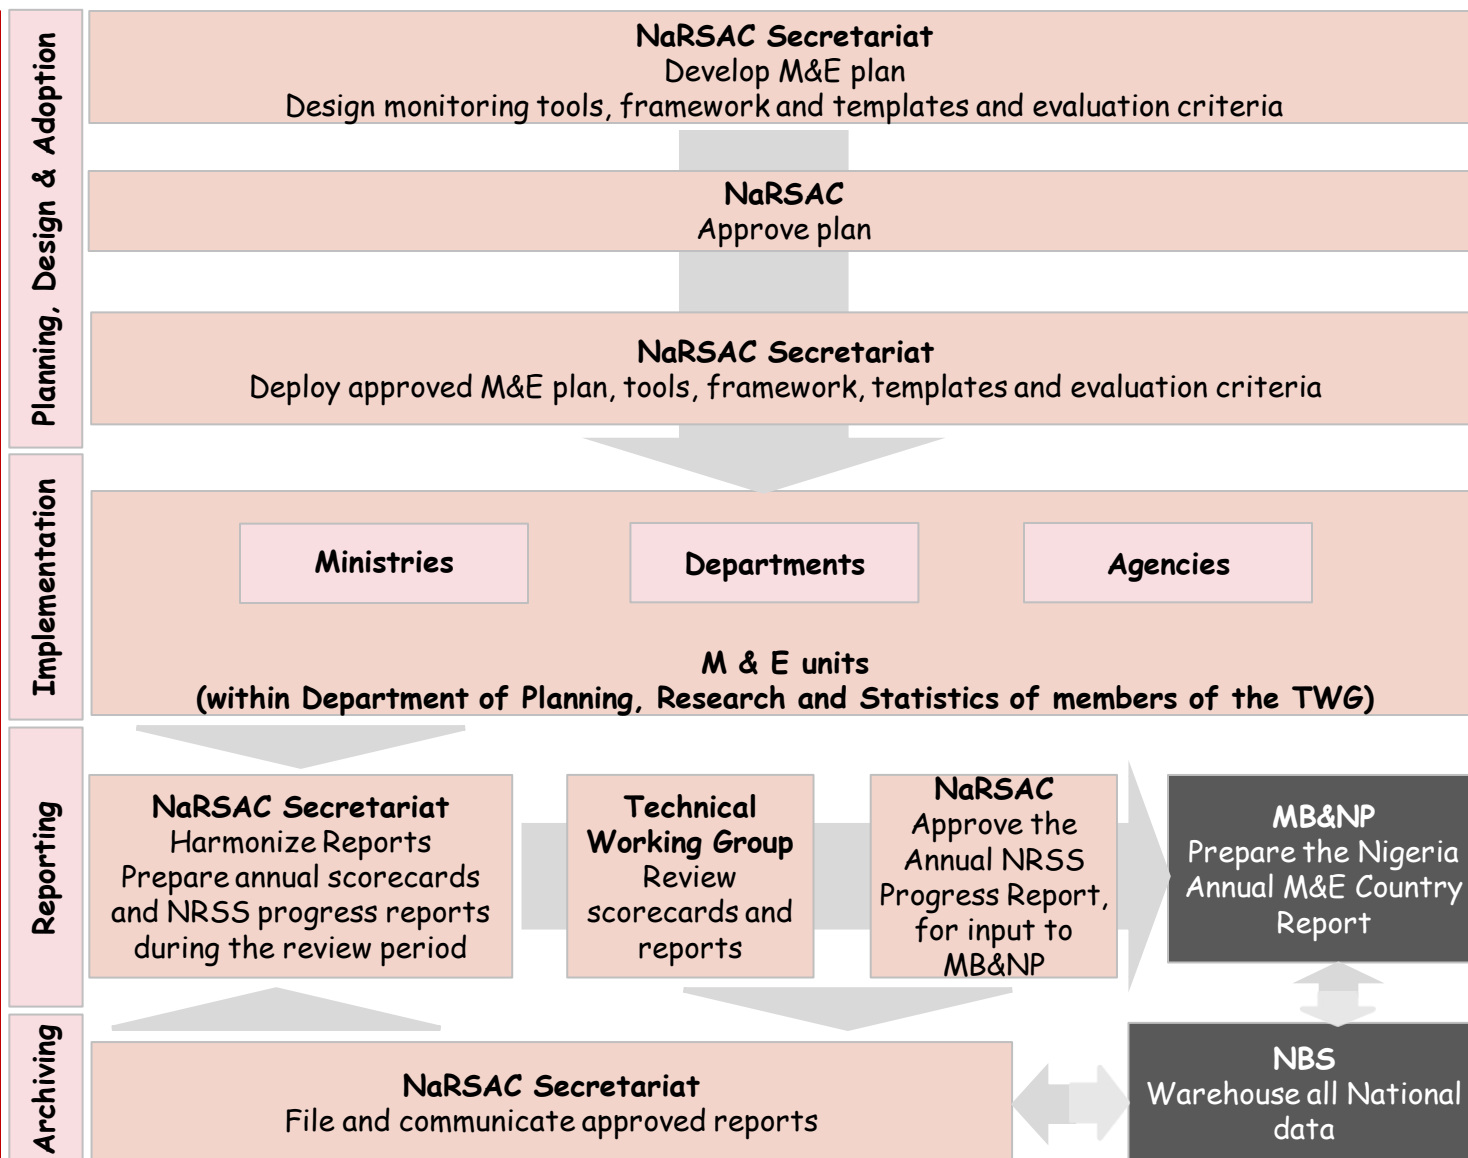 Planning, Design & Adoption
NaRSAC Secretariat
Develop M&E plan
Design monitoring tools, framework and templates and evaluation criteria
NaRSAC
Approve plan
NaRSAC Secretariat
Deploy approved M&E plan, tools, framework, templates and evaluation criteria
Implementation
Ministries
Departments
Agencies
M & E units
(within Department of Planning, Research and Statistics of members of the TWG)
Reporting
NaRSAC Secretariat
Harmonize Reports
Prepare annual scorecards
and NRSS progress reports
during the review period
Technical
Working Group
Review
scorecards and
reports
NaRSAC
Approve the
Annual NRSS
Progress Report,
for input to
MB&NP
MB&NP
Prepare the Nigeria
Annual M&E Country
Report
Archiving
NaRSAC Secretariat
File and communicate approved reports
NBS
Warehouse all National
data